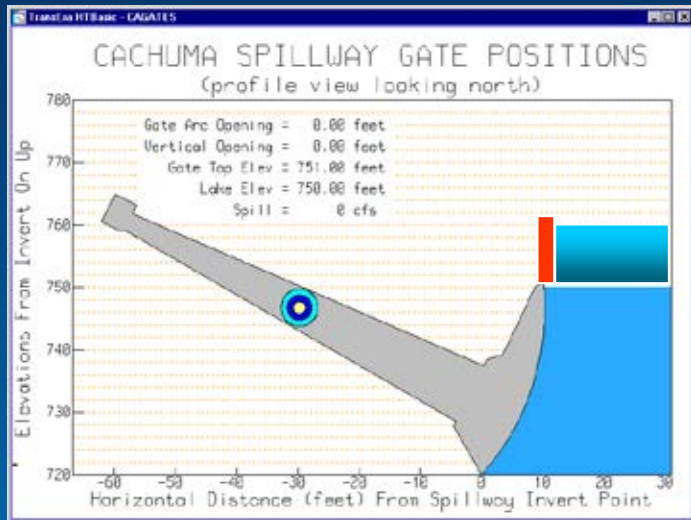 TransEra HTBasic - CAGATES
CACHUMA SPILLWAY GATE POSITIONS
(profile view looking north)
Gate Arc Opening = 0.00 feet
Vertical Opening = 0.00 feet
Gate Top Elev = 751.00 feet
Lake Elev = 750.00 feet
Spill = 0 cfs
Elevations From Invert On Up
780
770
760
750
740
730
720
-60 -50 -40 -30 -20 -10 0 10 20 30
Horizontal Distance (feet) From Spillway Invert Point